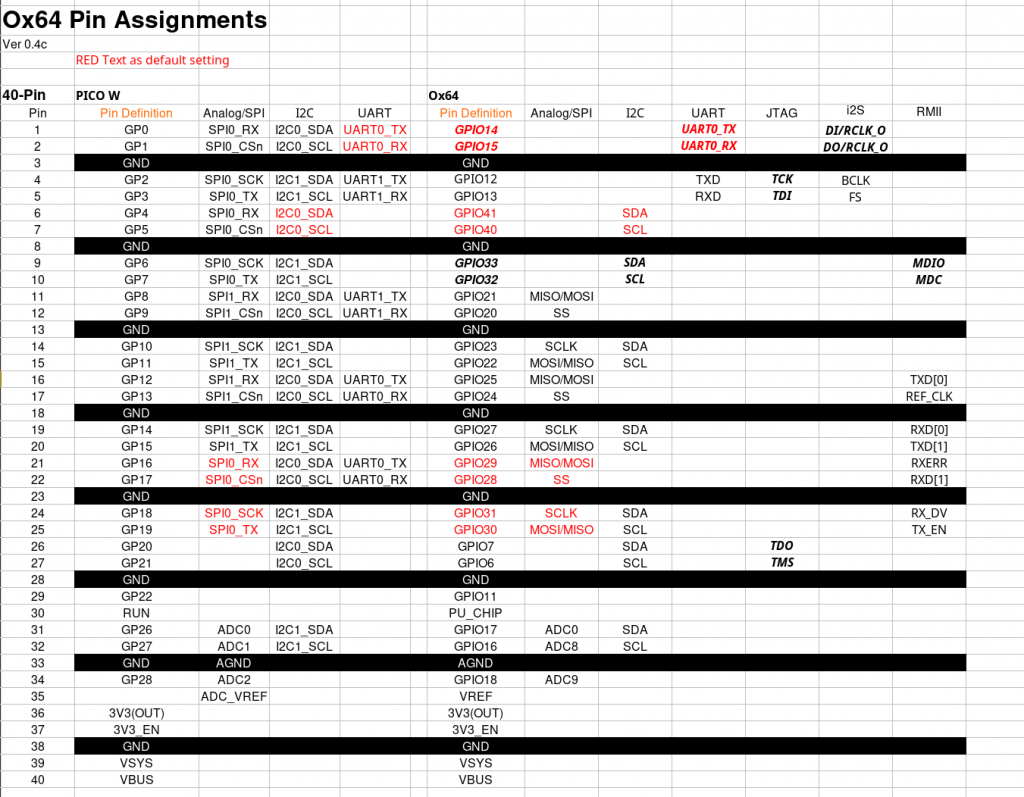 Ox64 Pin Assignments
Ver 0.4c
RED Text as default setting
40-Pin PICO W Ox64
Pin Pin Definition Analog/SPI I2C UART Pin Definition Analog/SPI I2C UART JTAG i2S RMII
1 GP0 SPI0_RX I2C0_SDA UART0_TX GPIO14 UART0_TX DI/RCLK_O
2 GP1 SPI0_CSn I2C0_SCL UART0_RX GPIO15 UART0_RX DO/RCLK_O
3 GND GND
4 GP2 SPI0_SCK I2C1_SDA UART1_TX GPIO12 TXD TCK BCLK
5 GP3 SPI0_TX I2C1_SCL UART1_RX GPIO13 RXD TDI FS
6 GP4 SPI0_RX I2C0_SDA GPIO41 SDA
7 GP5 SPI0_CSn I2C0_SCL GPIO40 SCL
8 GND GND
9 GP6 SPI0_SCK I2C1_SDA GPIO33 SDA MDIO
10 GP7 SPI0_TX I2C1_SCL GPIO32 SCL MDC
11 GP8 SPI1_RX I2C0_SDA UART1_TX GPIO21 MISO/MOSI
12 GP9 SPI1_CSn I2C0_SCL UART1_RX GPIO20 SS
13 GND GND
14 GP10 SPI1_SCK I2C1_SDA GPIO23 SCLK SDA
15 GP11 SPI1_TX I2C1_SCL GPIO22 MOSI/MISO SCL
16 GP12 SPI1_RX I2C0_SDA UART0_TX GPIO25 MISO/MOSI TXD[0]
17 GP13 SPI1_CSn I2C0_SCL UART0_RX GPIO24 SS REF_CLK
18 GND GND
19 GP14 SPI1_SCK I2C1_SDA GPIO27 SCLK SDA RXD[0]
20 GP15 SPI1_TX I2C1_SCL GPIO26 MOSI/MISO SCL TXD[1]
21 GP16 SPI0_RX I2C0_SDA UART0_TX GPIO29 MISO/MOSI RXERR
22 GP17 SPI0_CSn I2C0_SCL UART0_RX GPIO28 SS RXD[1]
23 GND GND
24 GP18 SPI0_SCK I2C1_SDA GPIO31 SCLK SDA RX_DV
25 GP19 SPI0_TX I2C1_SCL GPIO30 MOSI/MISO SCL TX_EN
26 GP20 I2C0_SDA GPIO7 SDA TDO
27 GP21 I2C0_SCL GPIO6 SCL TMS
28 GND GND
29 GP22 GPIO11
30 RUN PU_CHIP
31 GP26 ADC0 I2C1_SDA GPIO17 ADC0 SDA
32 GP27 ADC1 I2C1_SCL GPIO16 ADC8 SCL
33 GND AGND AGND
34 GP28 ADC2 GPIO18 ADC9
35 ADC_VREF VREF
36 3V3(OUT) 3V3(OUT)
37 3V3_EN 3V3_EN
38 GND GND
39 VSYS VSYS
40 VBUS VBUS